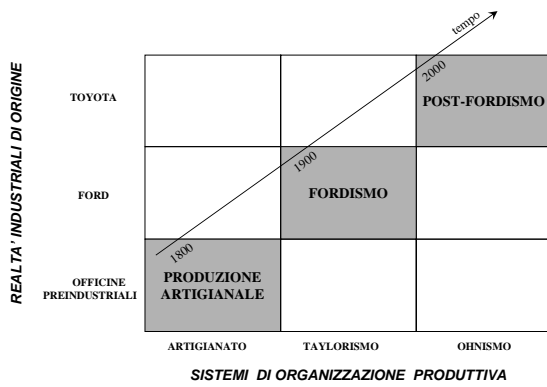 tempo
2000
TOYOTA
POST-FORDISMO
1900
FORD
FORDISMO
1800
OFFICINE
PREINDUSTRIALI
PRODUZIONE
ARTIGIANALE
ARTIGIANATO
TAYLORISMO
OHNISMO
REALTA' INDUSTRIALI DI ORIGINE
SISTEMI DI ORGANIZZAZIONE PRODUTTIVA